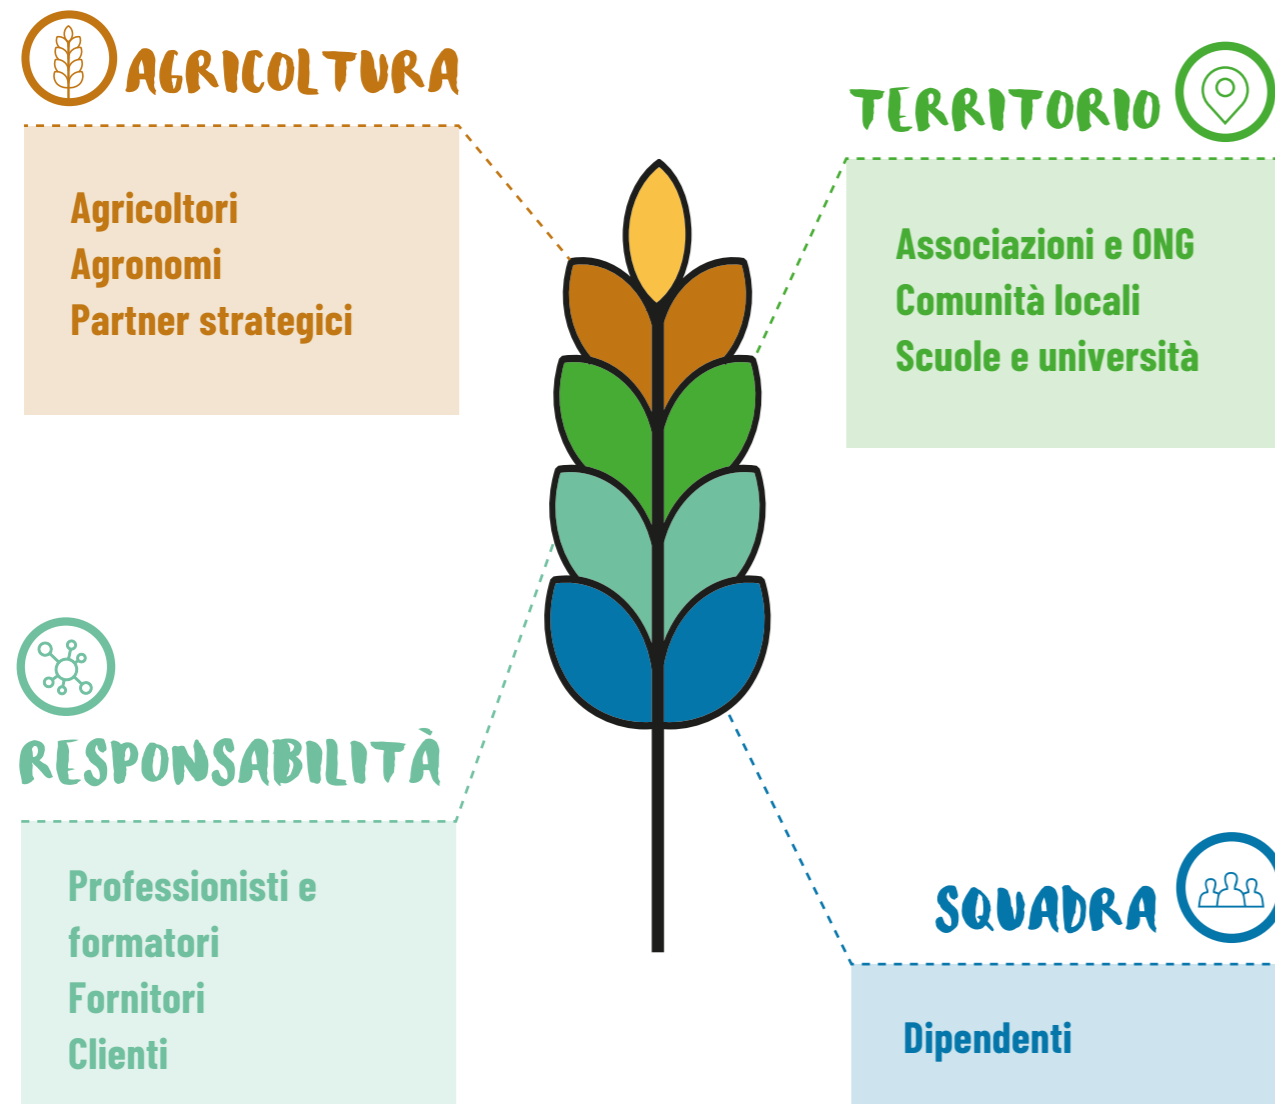 AGRICOLTURA
Agricoltori
Agronomi
Partner strategici
TERRITORIO
Associazioni e ONG
Comunità locali
Scuole e università
RESPONSABILITÀ
Professionisti e
formatori
Fornitori
Clienti
SQUADRA
Dipendenti